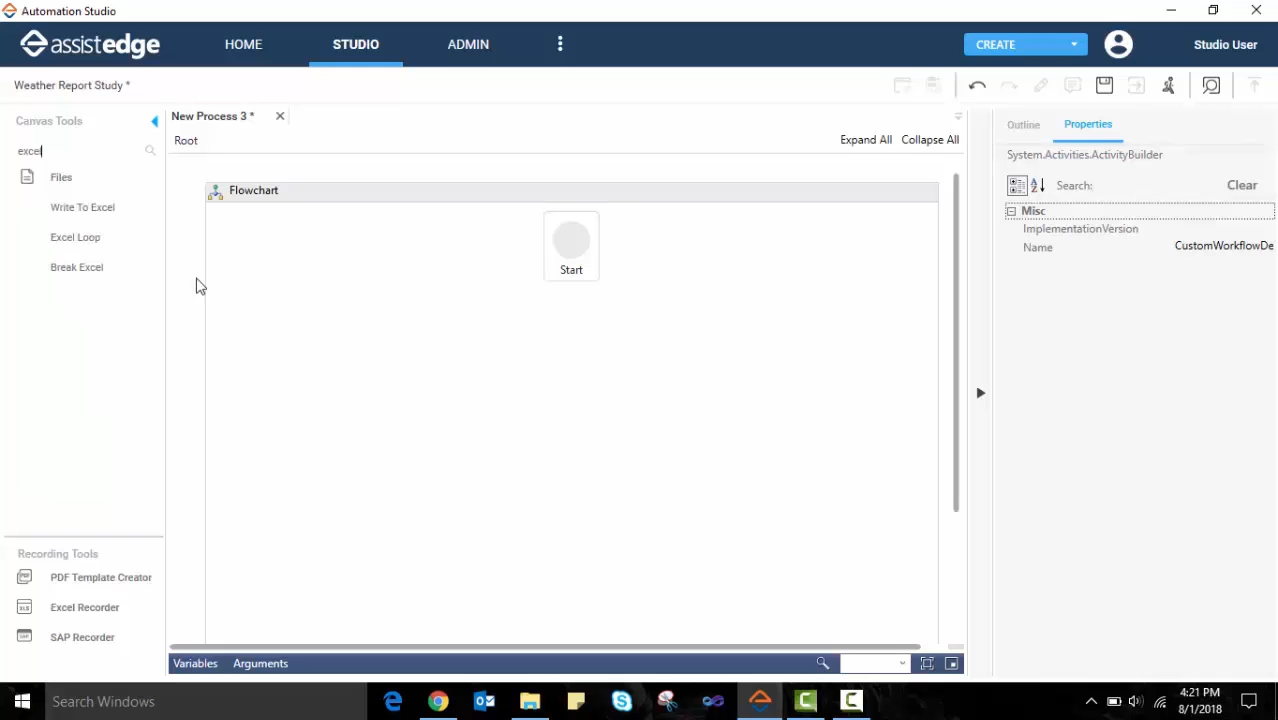 Automation Studio
assistedge
HOME
STUDIO
ADMIN
CREATE
Studio User
Weather Report Study *
Canvas Tools
New Process 3 *
Outline
Properties
Root
Expand All
Collapse All
excel
System.Activities.ActivityBuilder
Files
Search:
Clear
Flowchart
Write To Excel
Misc
ImplementationVersion
Excel Loop
Name
CustomWorkflowDe
Break Excel
Start
Recording Tools
PDF Template Creator
Excel Recorder
SAP Recorder
Variables
Arguments
Search Windows
4:21 PM
8/1/2018